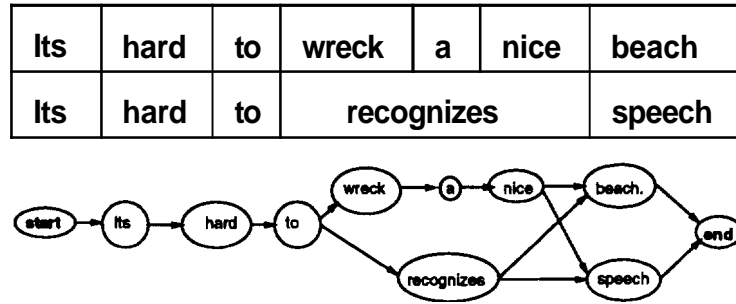 Its hard to wreck a nice beach
Its hard to recognizes speech
wreck a nice beach.
start Its hard to end
recognizes speech